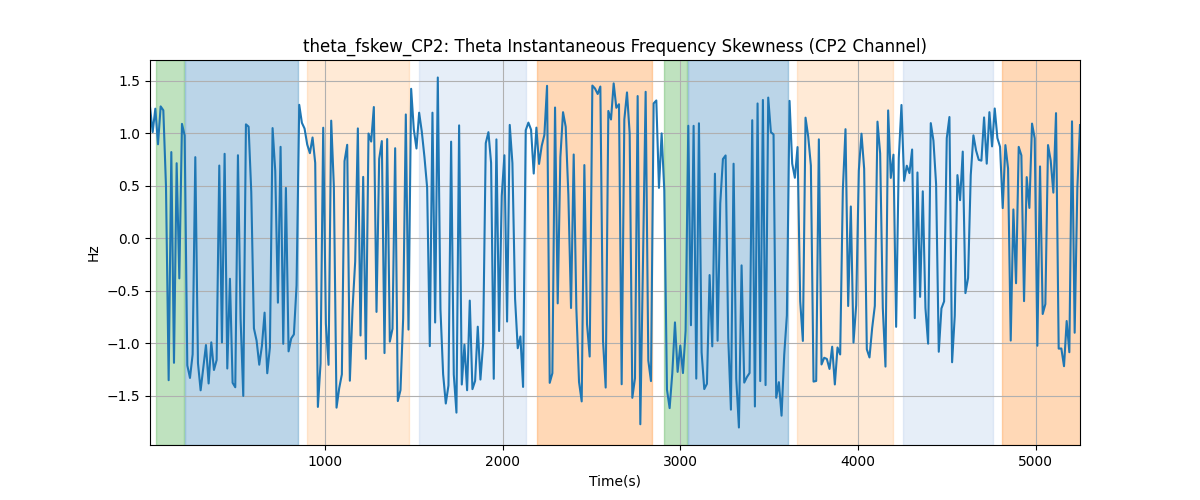 theta_fskew_CP2: Theta Instantaneous Frequency Skewness (CP2 Channel)
1.5
1.0
0.5
0.0
−0.5
−1.0
−1.5
Hz
1000 2000 3000 4000 5000
Time(s)